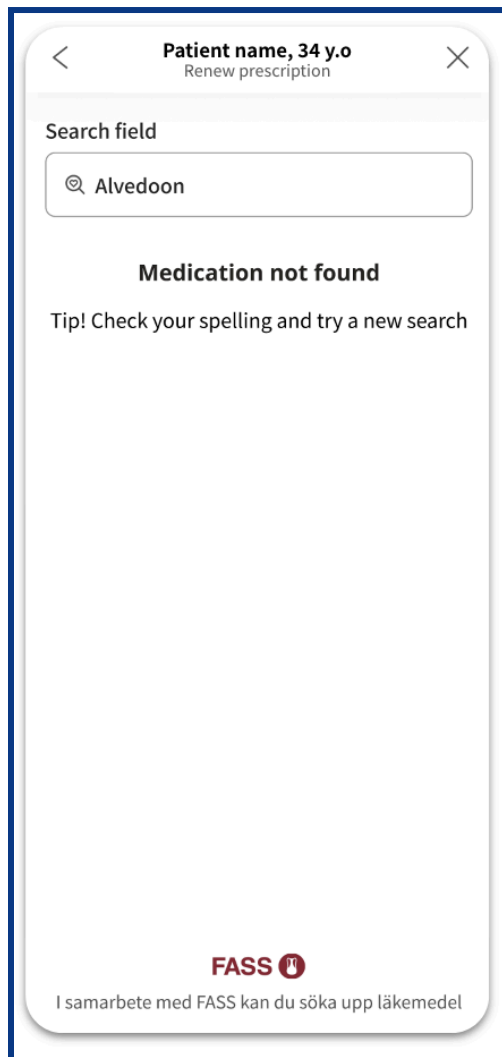 Patient name, 34 y.o
Renew prescription
Search field
Alvedoon
Medication not found
Tip! Check your spelling and try a new search
FASS
I samarbete med FASS kan du söka upp läkemedel